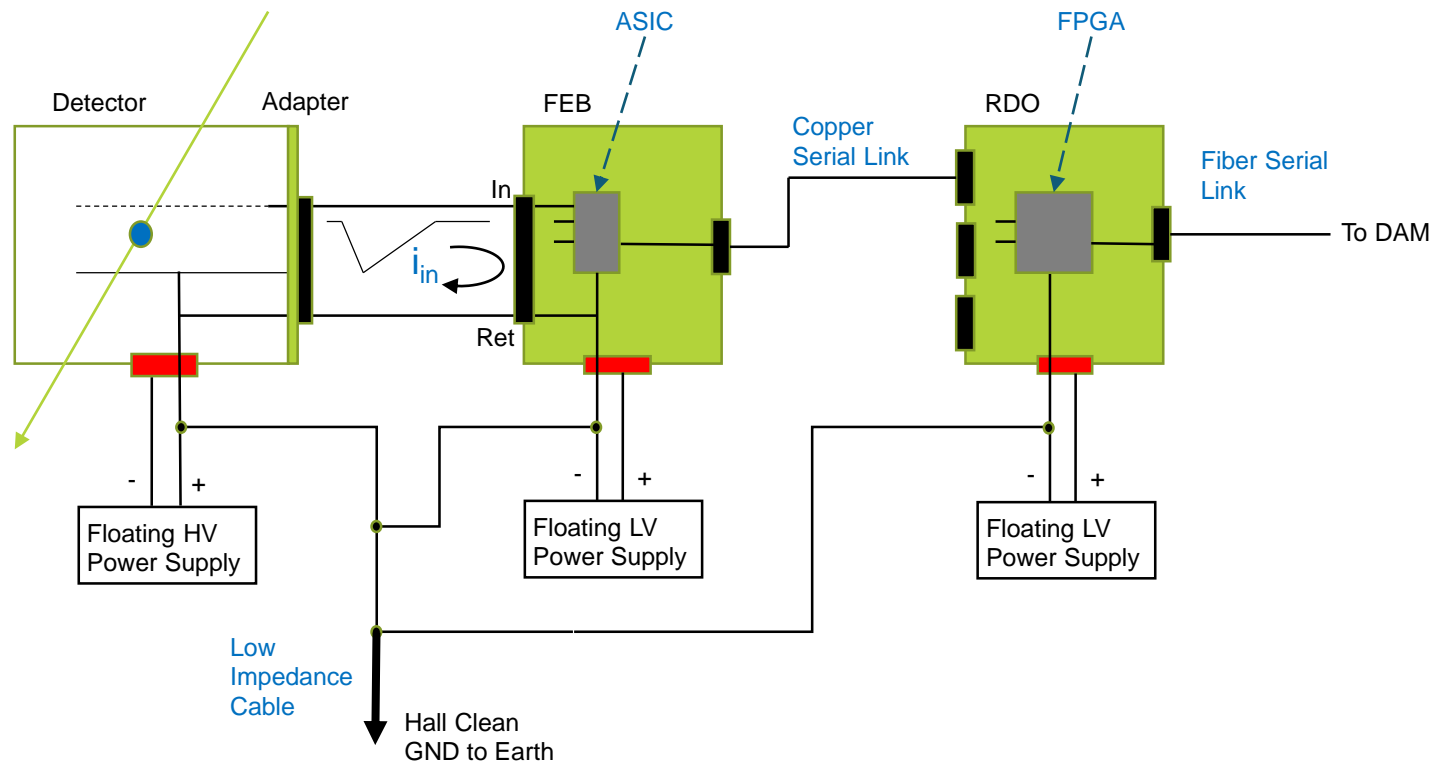 ASIC
FPGA
Detector
Adapter
FEB
RDO
Copper
Serial Link
Fiber Serial
Link
In
To DAM
i_in
Ret
-
+
-
+
-
+
Floating HV
Power Supply
Floating LV
Power Supply
Floating LV
Power Supply
Low
Impedance
Cable
Hall Clean
GND to Earth